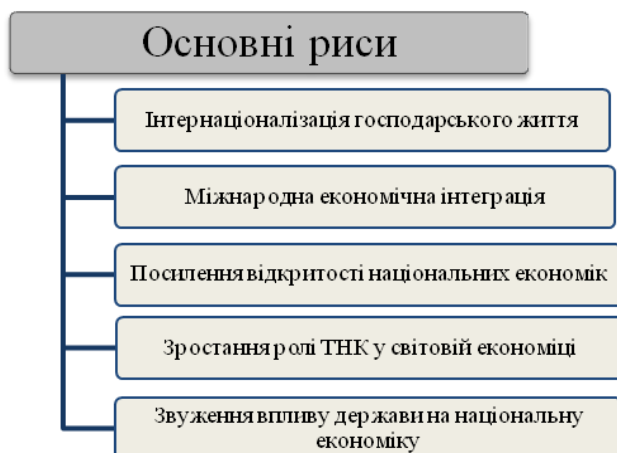 Основні риси
Інтернаціоналізація господарського життя
Міжнародна економічна інтеграція
Посилення відкритості національних економік
Зростання ролі ТНК у світовій економіці
Звуження впливу держави на національну
економіку